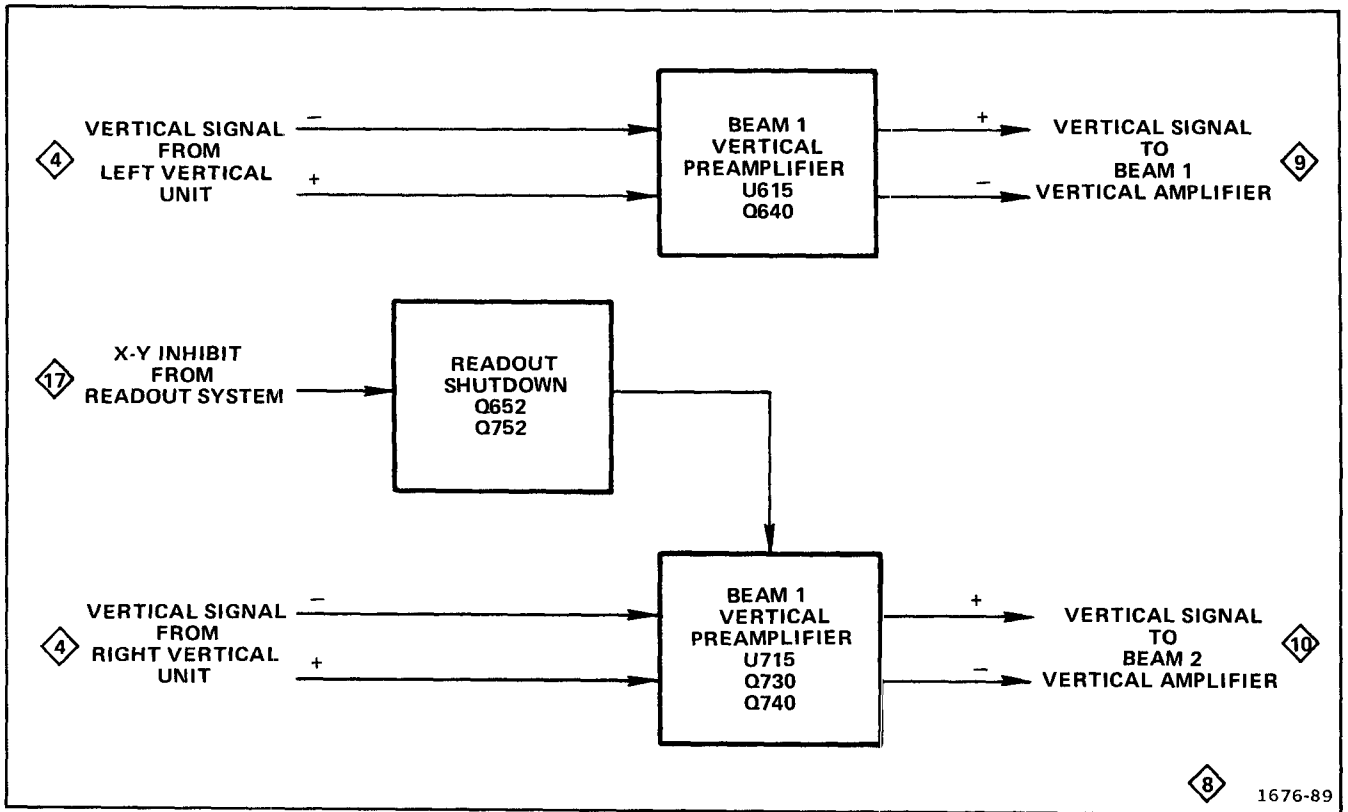 4
VERTICAL SIGNAL
FROM
LEFT VERTICAL
UNIT
−
+
BEAM 1
VERTICAL
PREAMPLIFIER
U615
Q640
+
−
VERTICAL SIGNAL
TO
BEAM 1
VERTICAL AMPLIFIER
9
17
X-Y INHIBIT
FROM
READOUT SYSTEM
READOUT
SHUTDOWN
Q652
Q752
4
VERTICAL SIGNAL
FROM
RIGHT VERTICAL
UNIT
−
+
BEAM 1
VERTICAL
PREAMPLIFIER
U715
Q730
Q740
+
−
VERTICAL SIGNAL
TO
BEAM 2
VERTICAL AMPLIFIER
10
8
1676-89